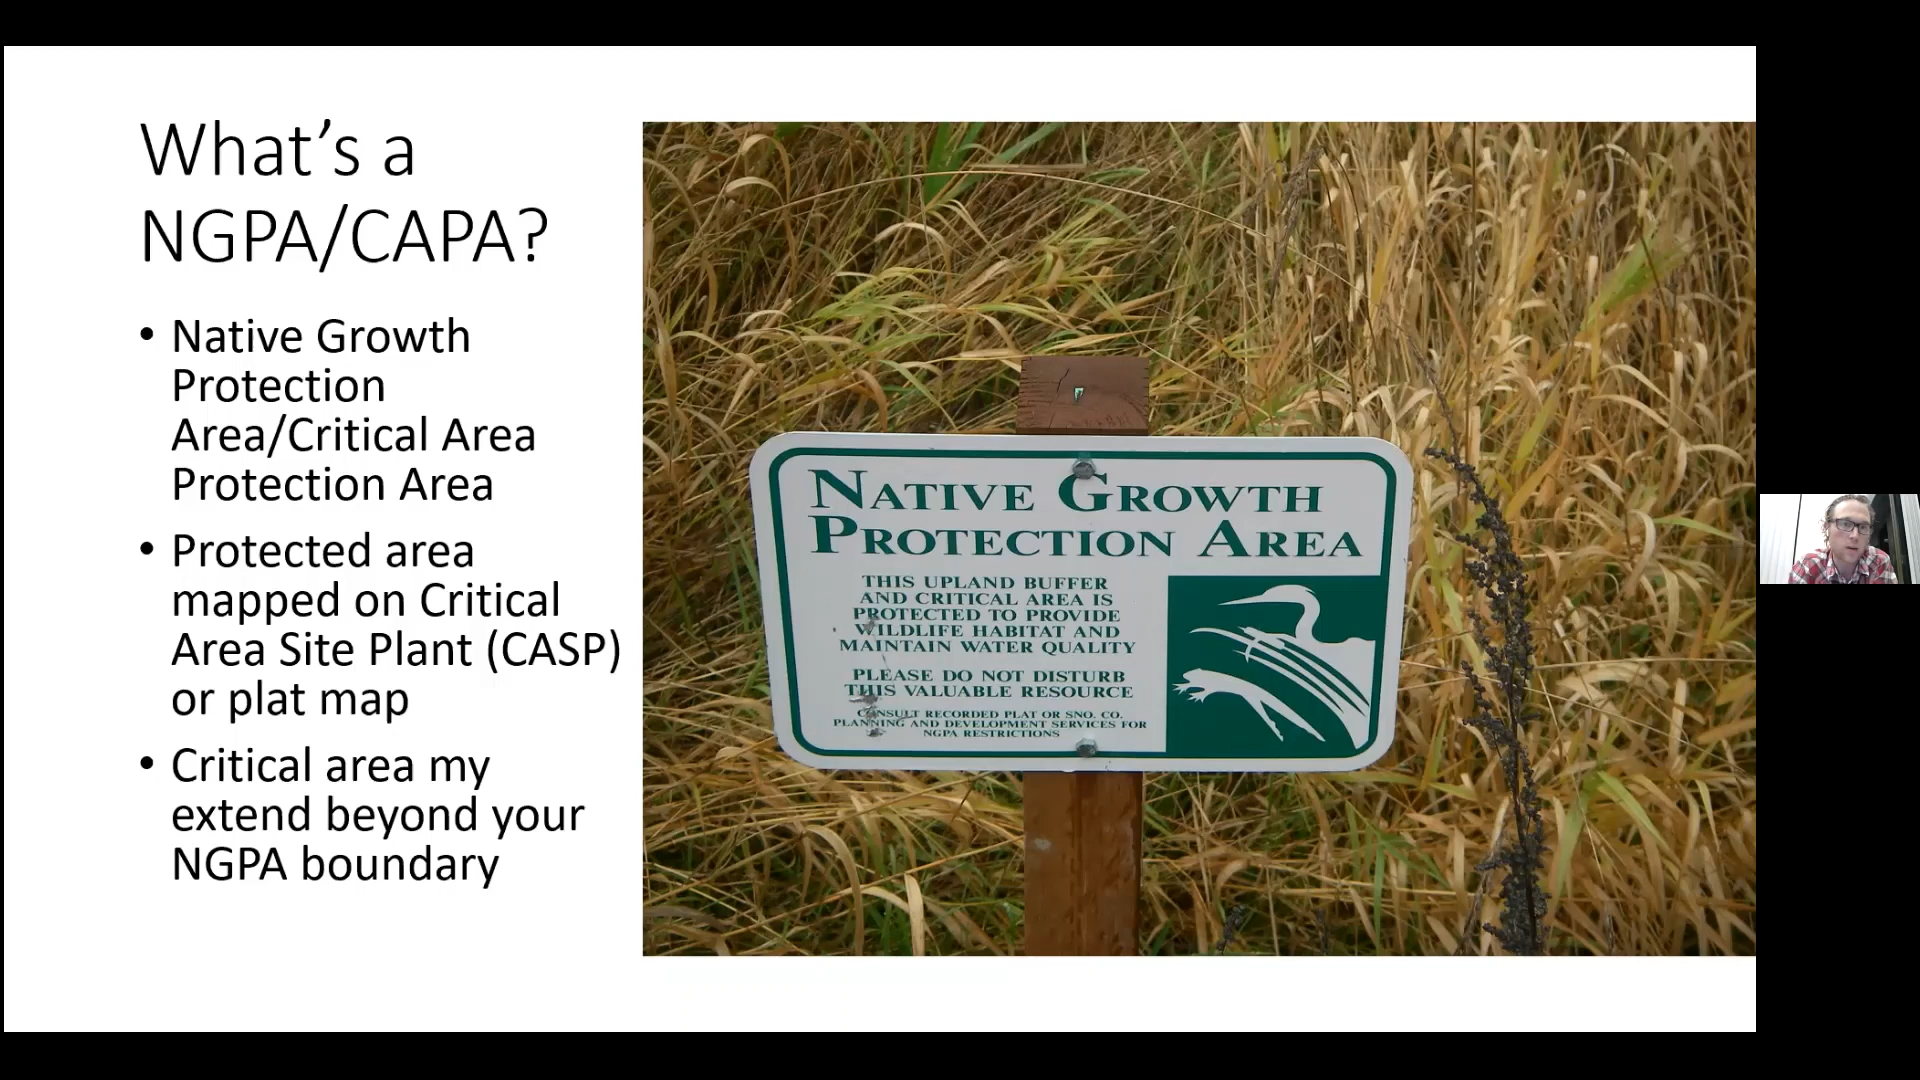 What's a
NGPA/CAPA?
• Native Growth
Protection
Area/Critical Area
Protection Area
• Protected area
mapped on Critical
Area Site Plant (CASP)
or plat map
• Critical area my
extend beyond your
NGPA boundary
NATIVE GROWTH
PROTECTION AREA
THIS UPLAND BUFFER
AND CRITICAL AREA IS
PROTECTED TO PROVIDE
WILDLIFE HABITAT AND
MAINTAIN WATER QUALITY
PLEASE DO NOT DISTURB
THIS VALUABLE RESOURCE
CONSULT RECORDED PLAT OR SNO. CO.
PLANNING AND DEVELOPMENT SERVICES FOR
NGPA RESTRICTIONS